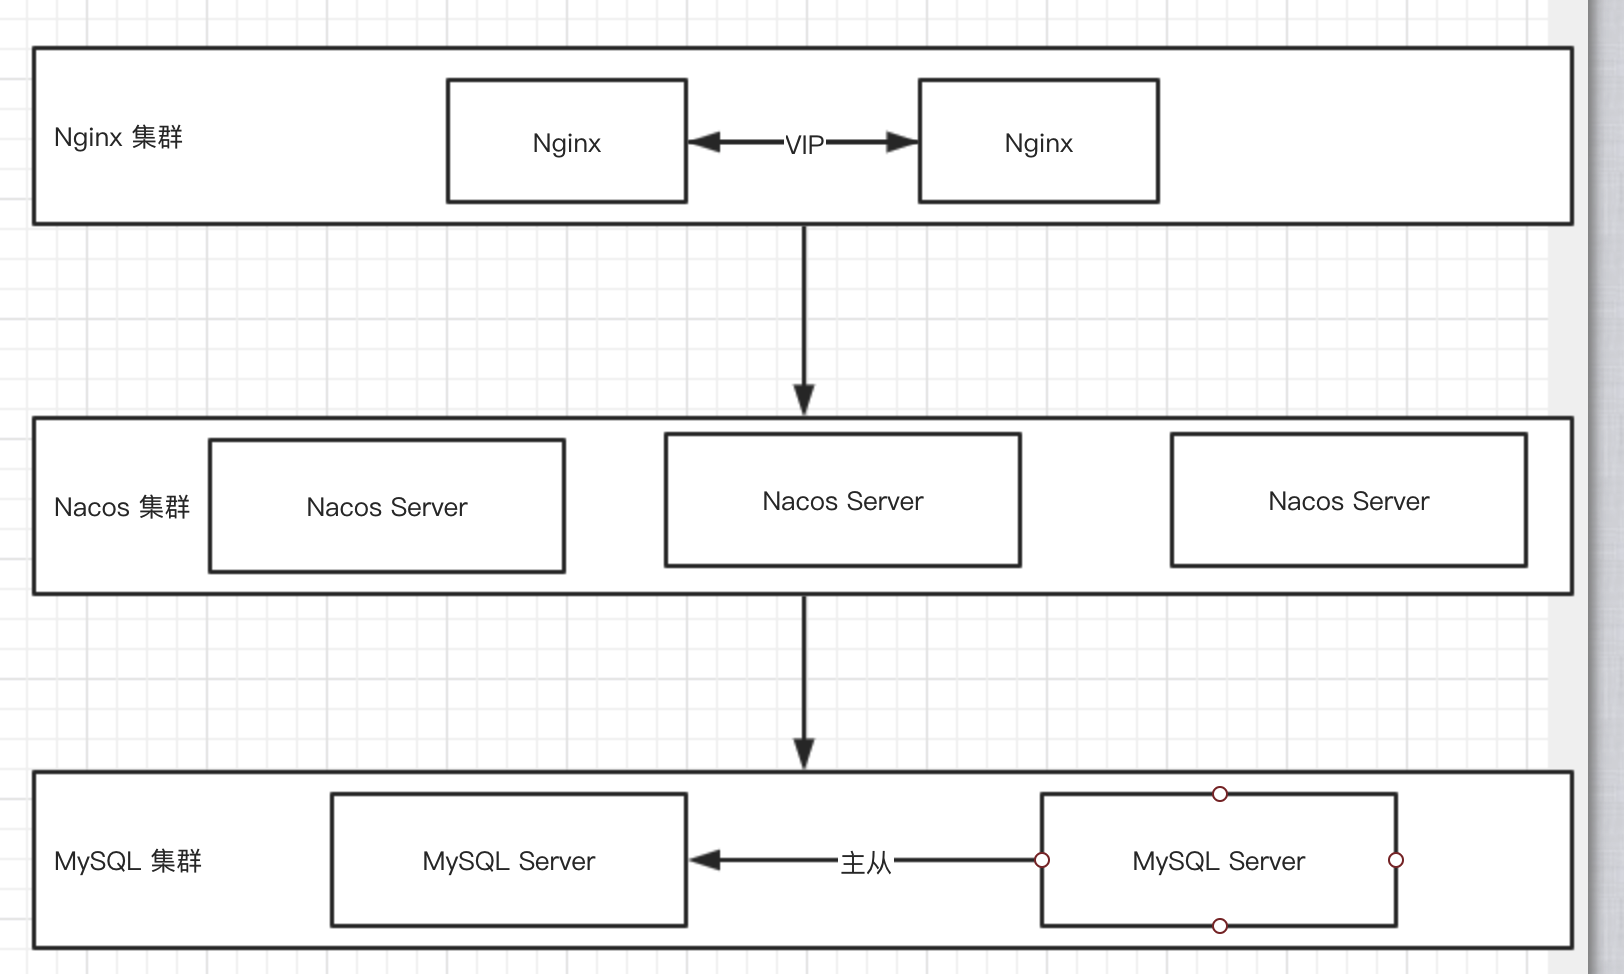 Nginx 集群
Nginx
VIP
Nginx
Nacos 集群
Nacos Server
Nacos Server
Nacos Server
MySQL 集群
MySQL Server
主从
MySQL Server